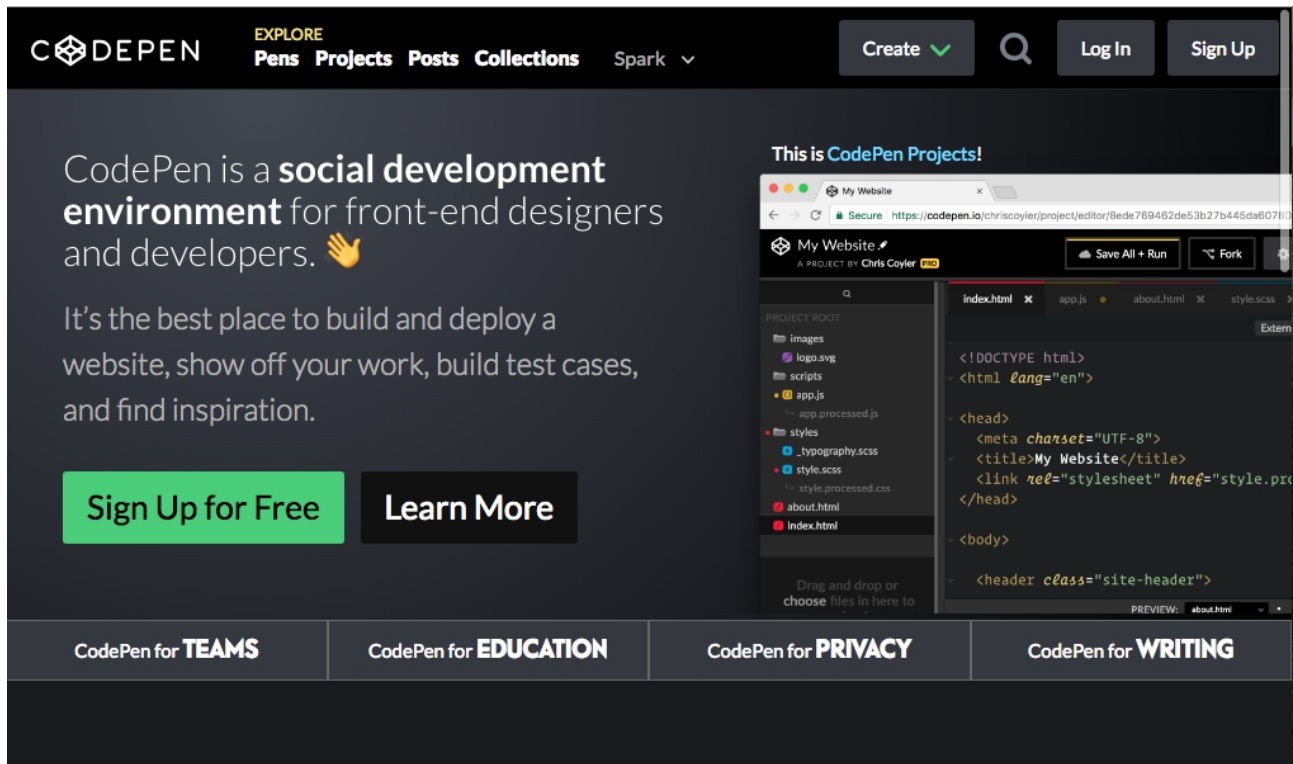 CODEPEN
EXPLORE
Pens Projects Posts Collections Spark
Create
Log In
Sign Up
CodePen is a social development
environment for front-end designers
and developers. 👋
It's the best place to build and deploy a
website, show off your work, build test cases,
and find inspiration.
Sign Up for Free
Learn More
This is CodePen Projects!
My Website
Secure https://codepen.io/chriscoyier/project/editor/8ede769462de53b27b445da60780
My Website
A PROJECT BY Chris Coyier PRO
Save All + Run
Fork
PROJECT ROOT
images
logo.svg
scripts
app.js
app.processed.js
styles
_typography.scss
style.scss
style.processed.css
about.html
index.html
Drag and drop or
choose files in here to
index.html app.js about.html style.scss
Extern
<!DOCTYPE html>
<html lang="en">
<head>
<meta charset="UTF-8">
<title>My Website</title>
<link rel="stylesheet" href="style.pro
</head>
<body>
<header class="site-header">
PREVIEW: about.html
CodePen for TEAMS
CodePen for EDUCATION
CodePen for PRIVACY
CodePen for WRITING